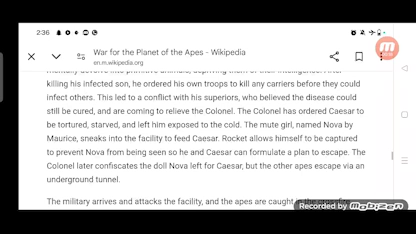 2:36
War for the Planet of the Apes - Wikipedia
en.m.wikipedia.org
killing his infected son, he ordered his own troops to kill any carriers before they could
infect others. This led to a conflict with his superiors, who believed the disease could
still be cured, and are coming to relieve the Colonel. The Colonel has ordered Caesar to
be tortured, starved, and left him exposed to the cold. The mute girl, named Nova by
Maurice, sneaks into the facility to feed Caesar. Rocket allows himself to be captured
to prevent Nova from being seen so he and Caesar can formulate a plan to escape. The
Colonel later confiscates the doll Nova left for Caesar, but the other apes escape via an
underground tunnel.
The military arrives and attacks the facility, and the apes are caught in the crossfire
Recorded by MOBIZEN
mobizen